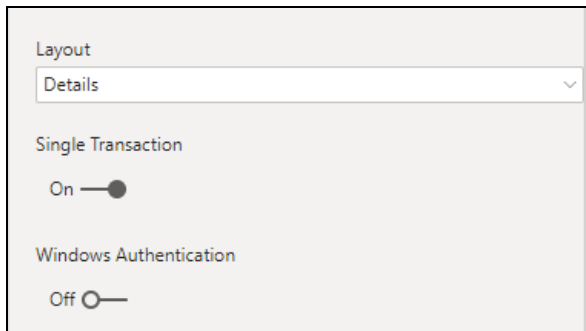 Layout
Details
Single Transaction
On
Windows Authentication
Off